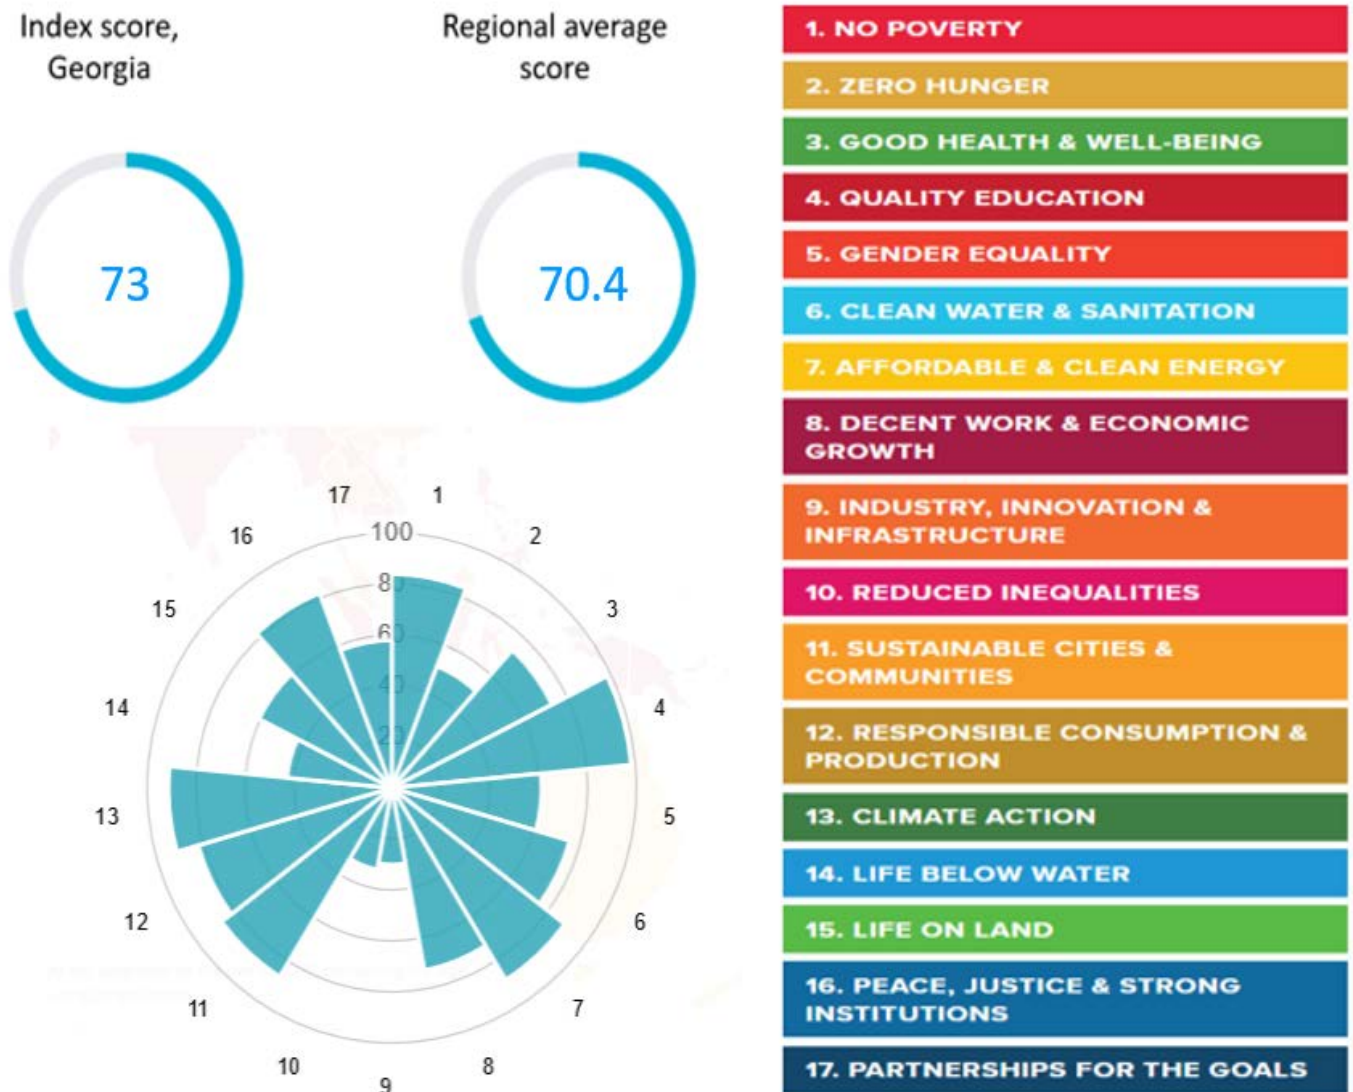 Index score,
Georgia
73
Regional average
score
70.4
17
1
16
100
2
80
15
3
60
40
14
4
20
13
5
12
6
11
7
10
8
9
1. NO POVERTY
2. ZERO HUNGER
3. GOOD HEALTH & WELL-BEING
4. QUALITY EDUCATION
5. GENDER EQUALITY
6. CLEAN WATER & SANITATION
7. AFFORDABLE & CLEAN ENERGY
8. DECENT WORK & ECONOMIC
GROWTH
9. INDUSTRY, INNOVATION &
INFRASTRUCTURE
10. REDUCED INEQUALITIES
11. SUSTAINABLE CITIES &
COMMUNITIES
12. RESPONSIBLE CONSUMPTION &
PRODUCTION
13. CLIMATE ACTION
14. LIFE BELOW WATER
15. LIFE ON LAND
16. PEACE, JUSTICE & STRONG
INSTITUTIONS
17. PARTNERSHIPS FOR THE GOALS